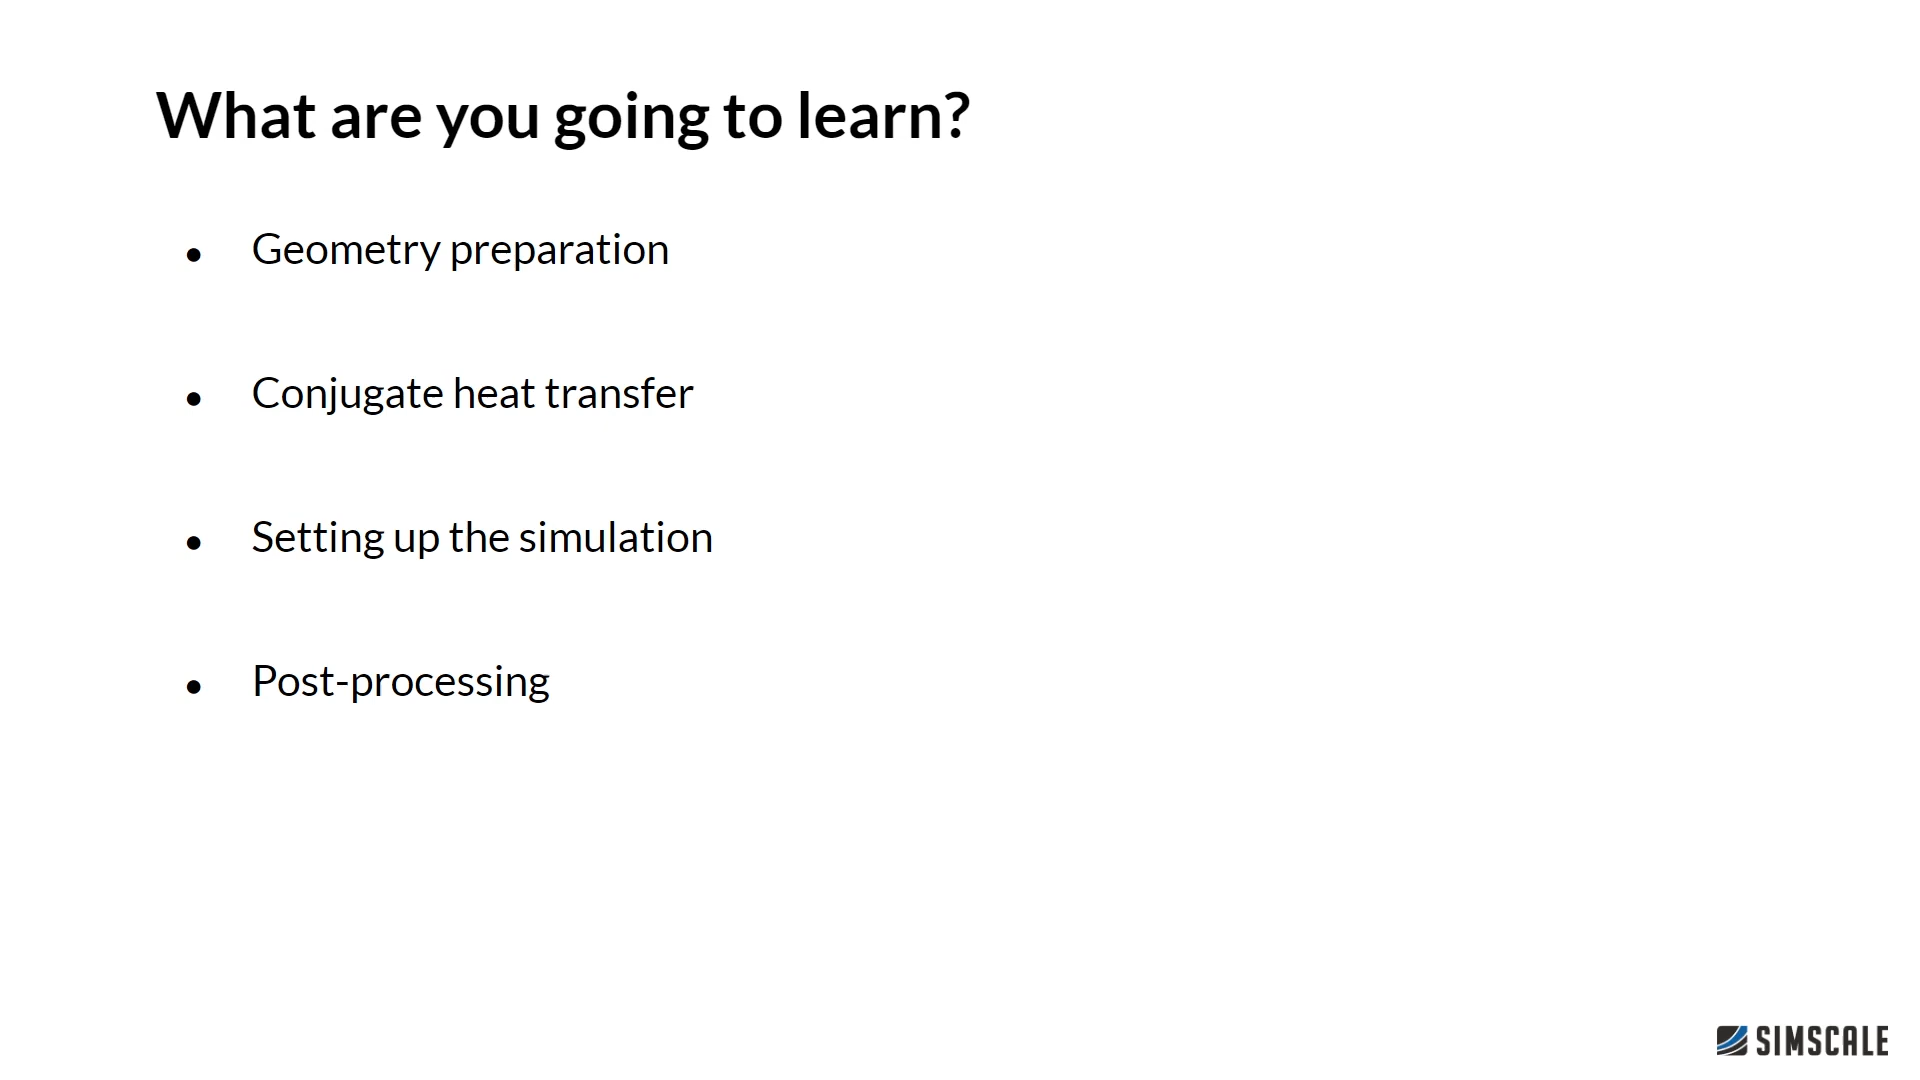 What are you going to learn?
● Geometry preparation
● Conjugate heat transfer
● Setting up the simulation
● Post-processing
SIMSCALE